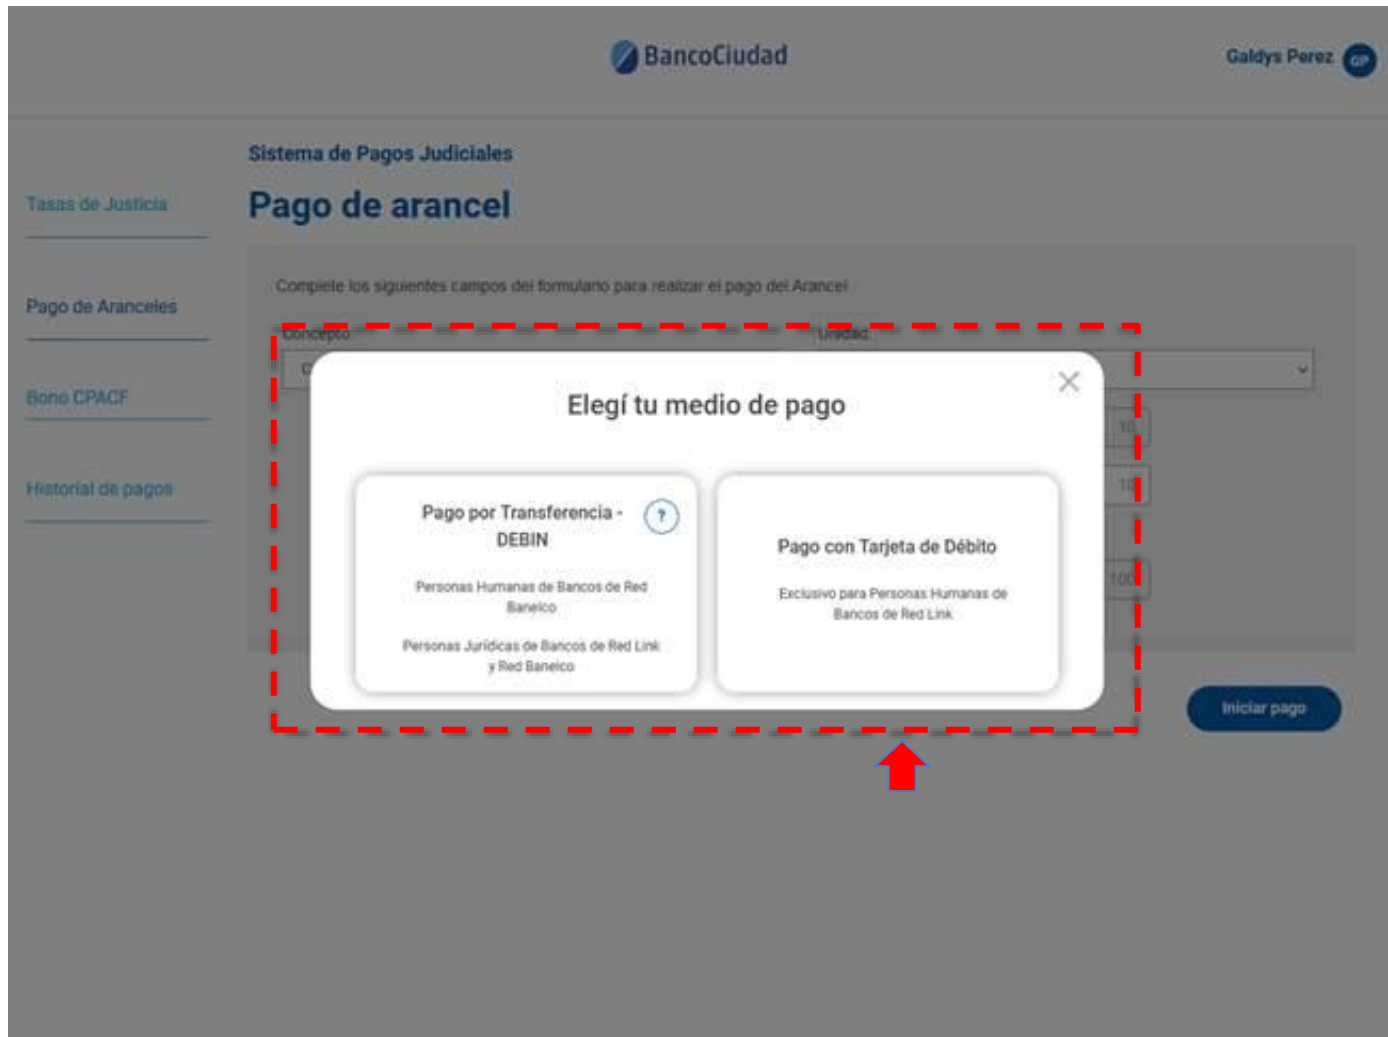 BancoCiudad
Galdys Perez
GP
Sistema de Pagos Judiciales
Tasas de Justicia
Pago de arancel
Complete los siguientes campos del formulario para realizar el pago del Arancel
Pago de Aranceles
Concepto:
Unidad:
Bono CPACF
Elegí tu medio de pago
10
Historial de pagos
10
Pago por Transferencia -
DEBIN
?
Personas Humanas de Bancos de Red
Banelco
Personas Jurídicas de Bancos de Red Link
y Red Banelco
Pago con Tarjeta de Débito
Exclusivo para Personas Humanas de
Bancos de Red Link
100
Iniciar pago